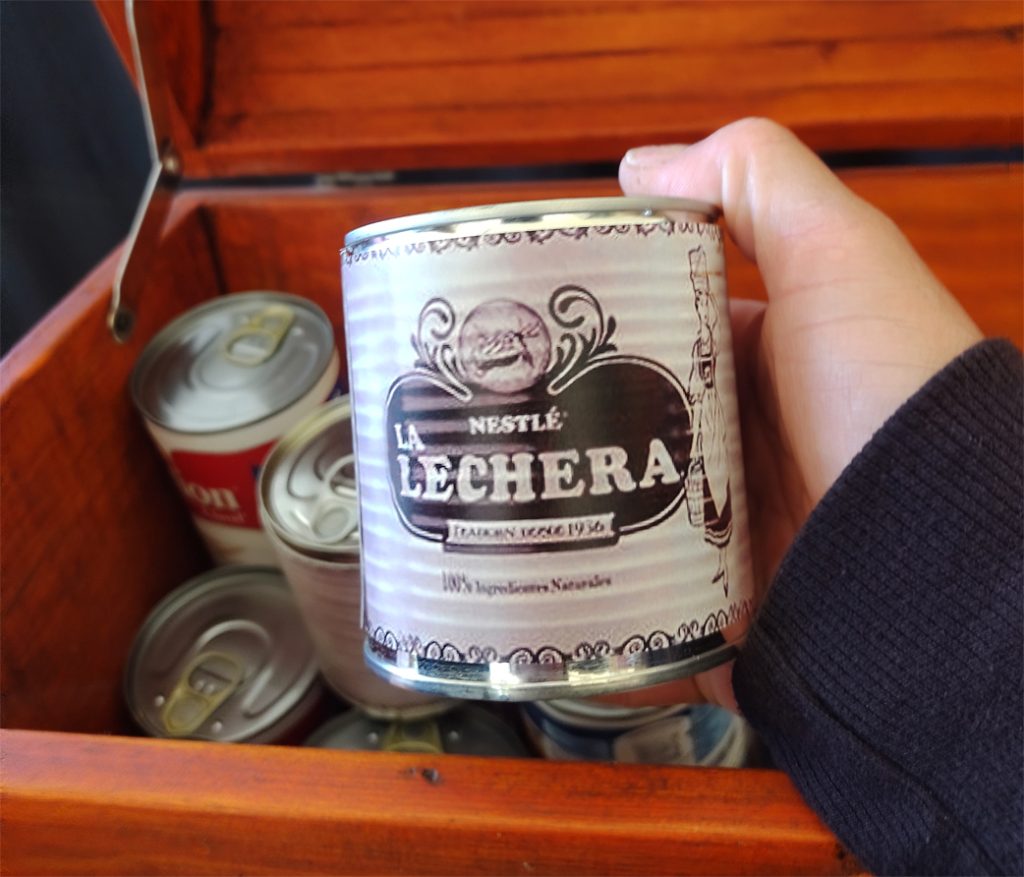 NESTLÉ
LA
LECHERA
TRADICIÓN DESDE 1936
100% Ingredientes Naturales